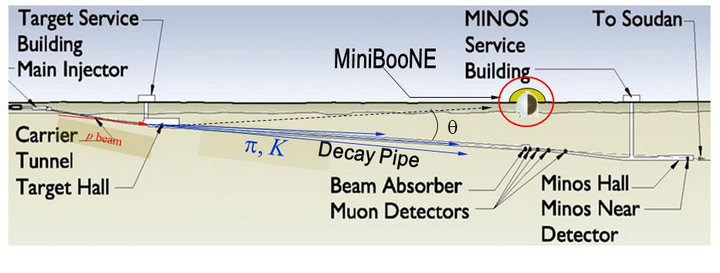 Target Service
Building
Main Injector
MiniBooNE
MINOS
Service
Building
To Soudan
Carrier
Tunnel
Target Hall
p beam
π, K
Decay Pipe
θ
Beam Absorber
Muon Detectors
Minos Hall
Minos Near
Detector